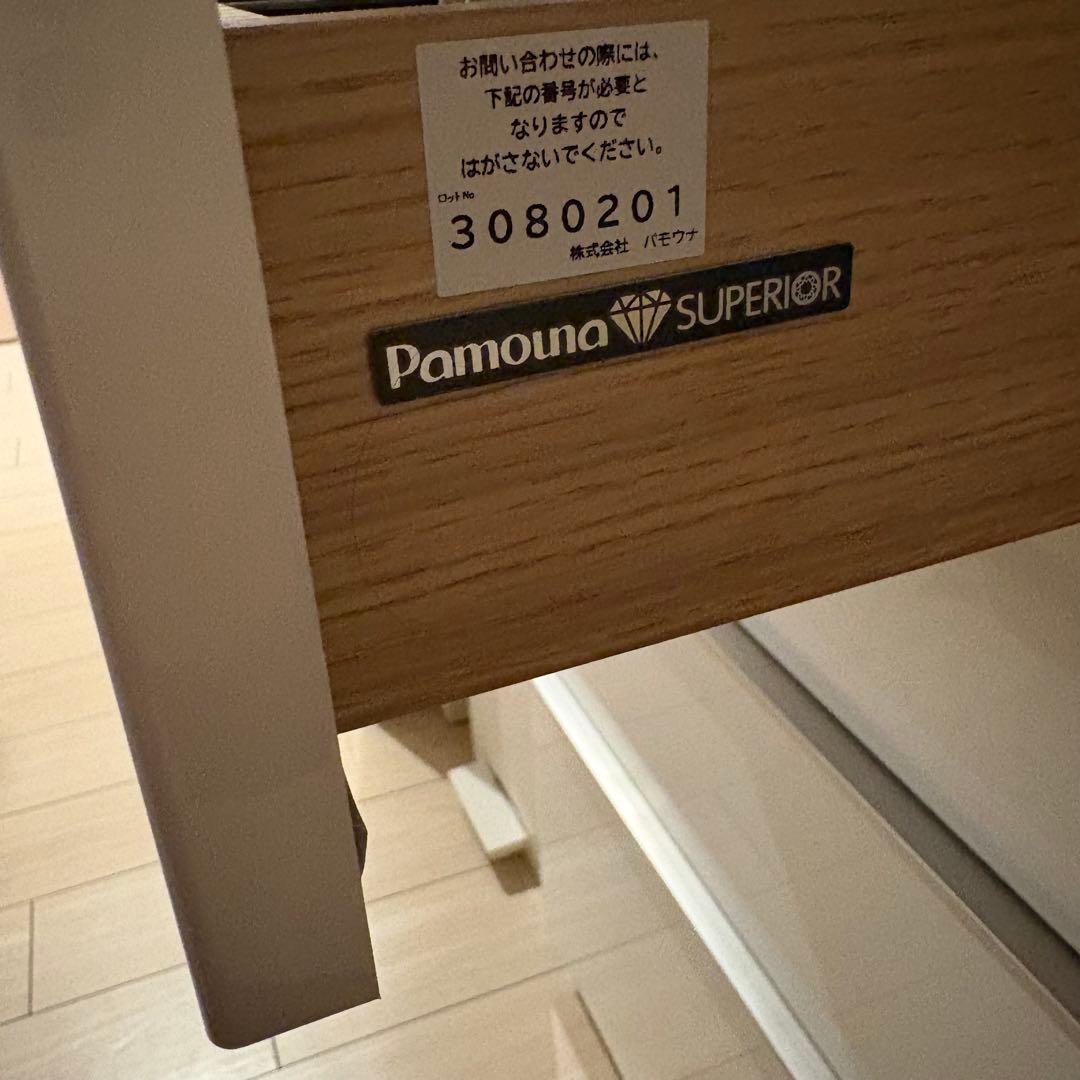 お問い合わせの際には、
下記の番号が必要と
なりますので
はがさないでください。
ロットNo
3080201
株式会社 パモウナ
Pamouna SUPERIOR